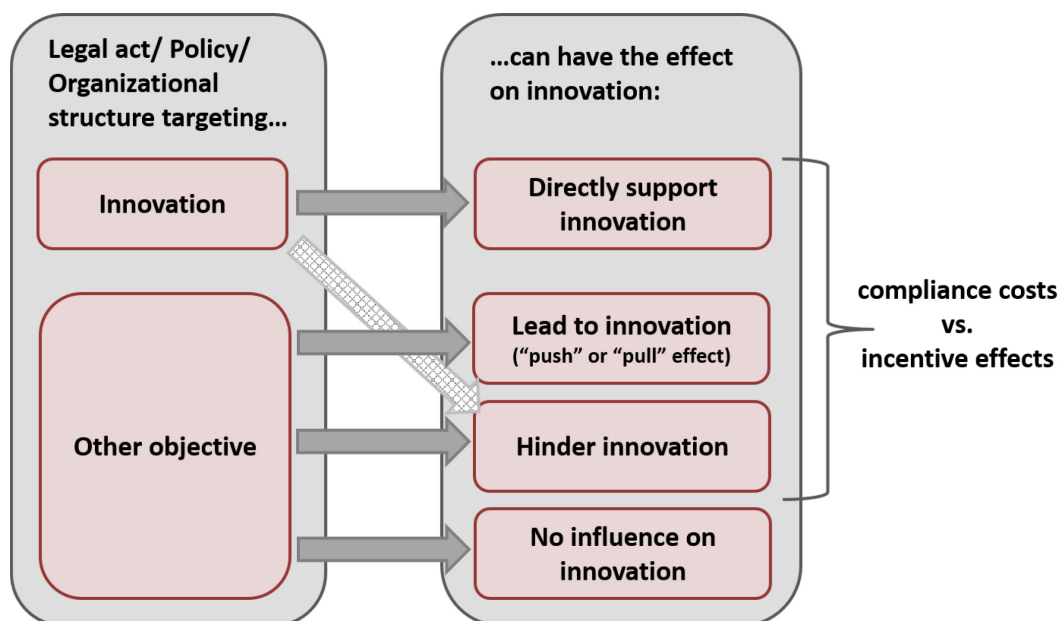 Legal act/ Policy/
Organizational
structure targeting...
...can have the effect
on innovation:
Innovation
Directly support
innovation
Lead to innovation
(“push” or “pull” effect)
Other objective
Hinder innovation
No influence on
innovation
compliance costs
vs.
incentive effects